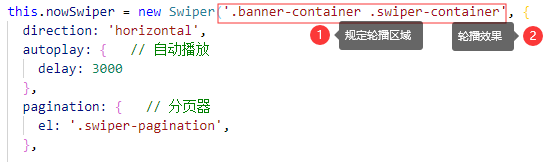 this.nowSwiper = new Swiper('.banner-container .swiper-container', {
direction: 'horizontal',
1 规定轮播区域 轮播效果 2
autoplay: {   // 自动播放
delay: 3000
},
pagination: {   // 分页器
el: '.swiper-pagination',
},